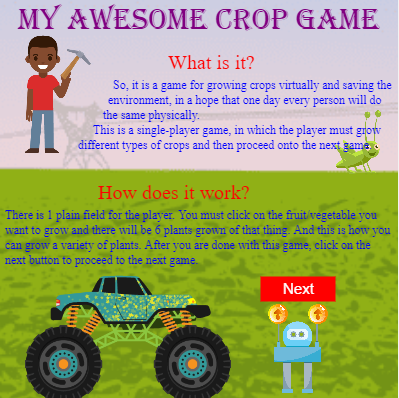 MY AWESOME CROP GAME
What is it?
So, it is a game for growing crops virtually and saving the
environment, in a hope that one day every person will do
the same physically.
This is a single-player game, in which the player must grow
different types of crops and then proceed onto the next game.
How does it work?
There is 1 plain field for the player. You must click on the fruit/vegetable you
want to grow and there will be 6 plants grown of that thing. And this is how you
can grow a variety of plants. After you are done with this game, click on the
next button to proceed to the next game.
Next